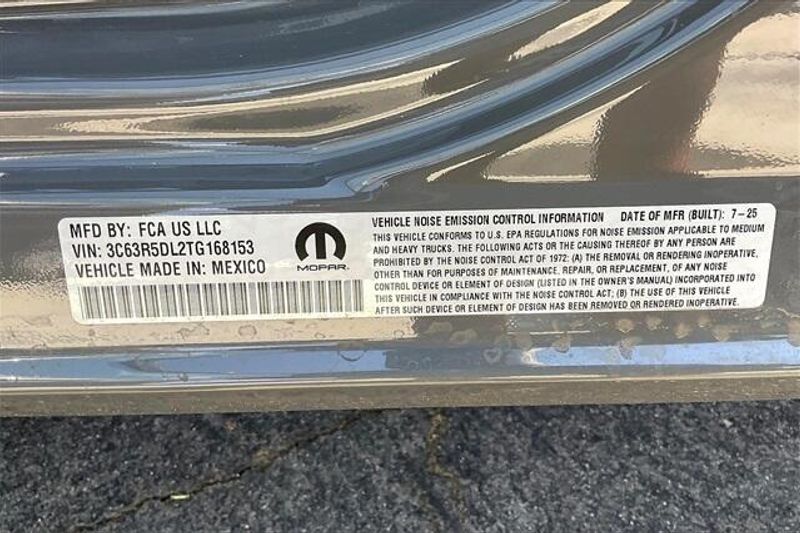 MFD BY: FCA US LLC
VIN: 3C63R5DL2TG168153
VEHICLE MADE IN: MEXICO
MOPAR
VEHICLE NOISE EMISSION CONTROL INFORMATION DATE OF MFR (BUILT): 7-25
THIS VEHICLE CONFORMS TO U.S. EPA REGULATIONS FOR NOISE EMISSION APPLICABLE TO MEDIUM
AND HEAVY TRUCKS. THE FOLLOWING ACTS OR THE CAUSING THEREOF BY ANY PERSON ARE
PROHIBITED BY THE NOISE CONTROL ACT OF 1972: (A) THE REMOVAL OR RENDERING INOPERATIVE,
OTHER THAN FOR PURPOSES OF MAINTENANCE, REPAIR, OR REPLACEMENT, OF ANY NOISE
CONTROL DEVICE OR ELEMENT OF DESIGN (LISTED IN THE OWNER'S MANUAL) INCORPORATED INTO
THIS VEHICLE IN COMPLIANCE WITH THE NOISE CONTROL ACT; (B) THE USE OF THIS VEHICLE
AFTER SUCH DEVICE OR ELEMENT OF DESIGN HAS BEEN REMOVED OR RENDERED INOPERATIVE.